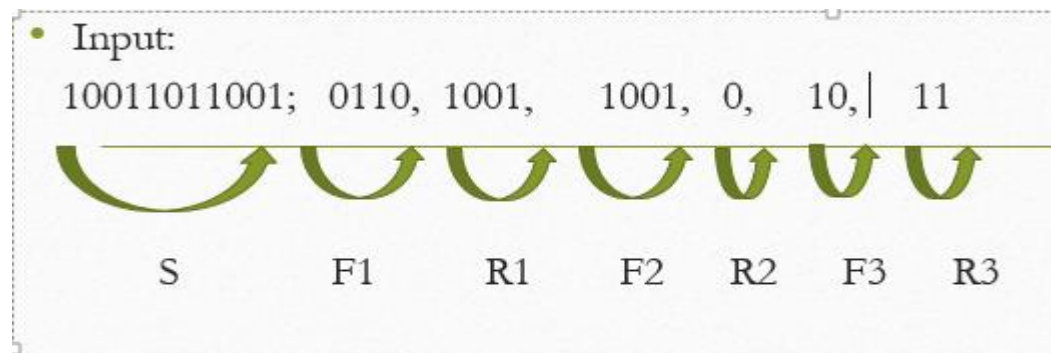 • Input:
10011011001; 0110, 1001, 1001, 0, 10, 11
S F1 R1 F2 R2 F3 R3